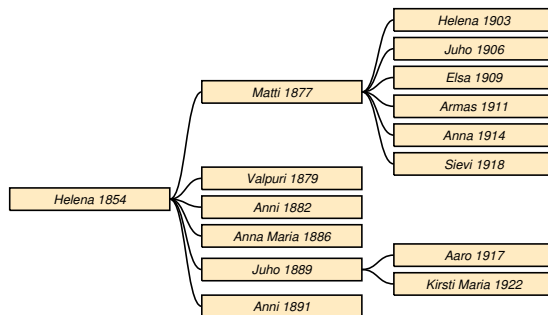 Helena 1854
Matti 1877
Helena 1903
Juho 1906
Elsa 1909
Armas 1911
Anna 1914
Sievi 1918
Valpuri 1879
Anni 1882
Anna Maria 1886
Juho 1889
Aaro 1917
Kirsti Maria 1922
Anni 1891